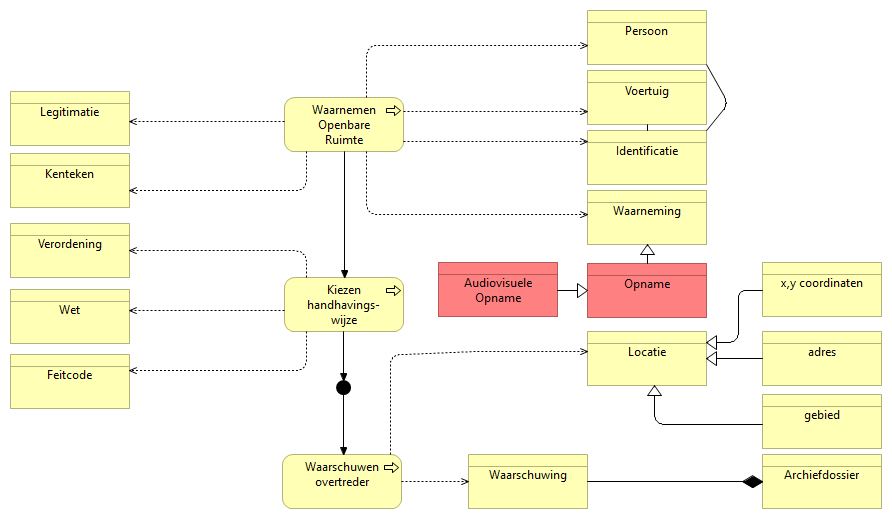 Persoon
Voertuig
Legitimatie
Waarnemen
Openbare
Ruimte
Identificatie
Kenteken
Waarneming
Verordening
Audiovisuele
Opname
Opname
x,y coordinaten
Kiezen
handhavings-
wijze
Wet
Locatie
adres
Feitcode
gebied
Waarschuwen
overtreder
Waarschuwing
Archiefdossier